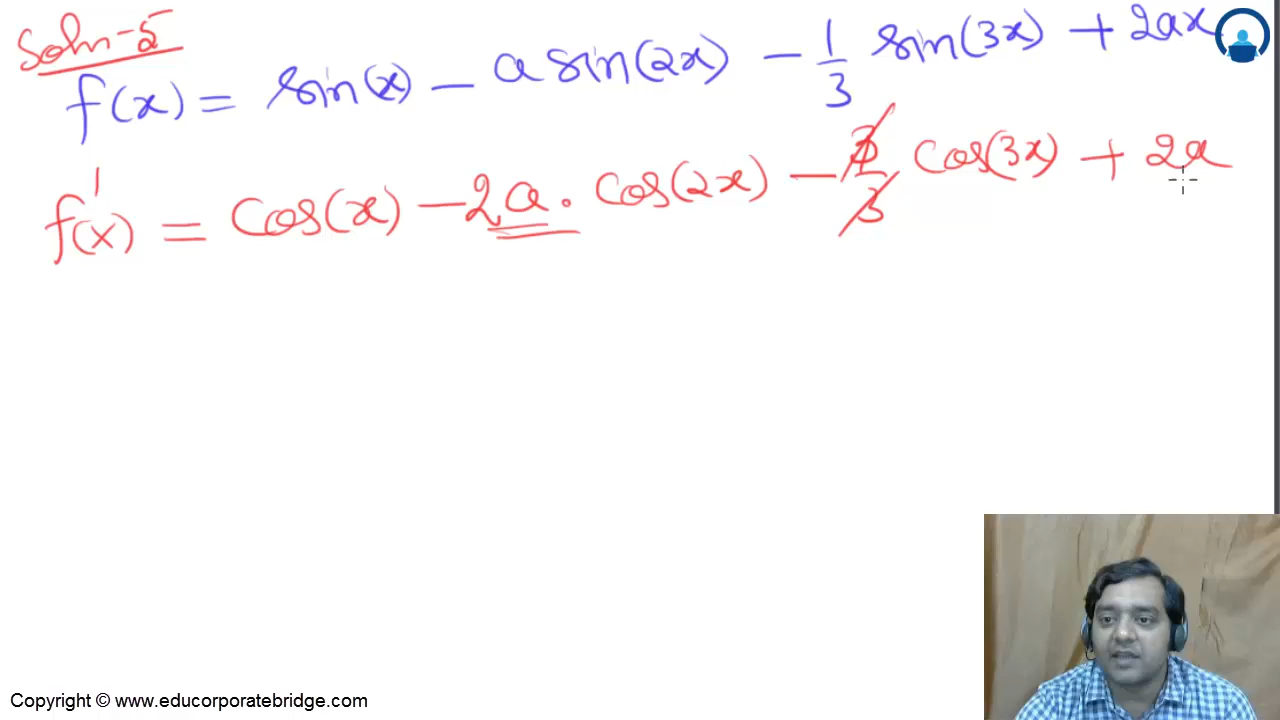 Soln-5
f(x) = sin(x) - a sin(2x) - 1/3 sin(3x) + 2ax
f'(x) = cos(x) - 2a . cos(2x) - 3/3 cos(3x) + 2a
Copyright © www.educorporatebridge.com